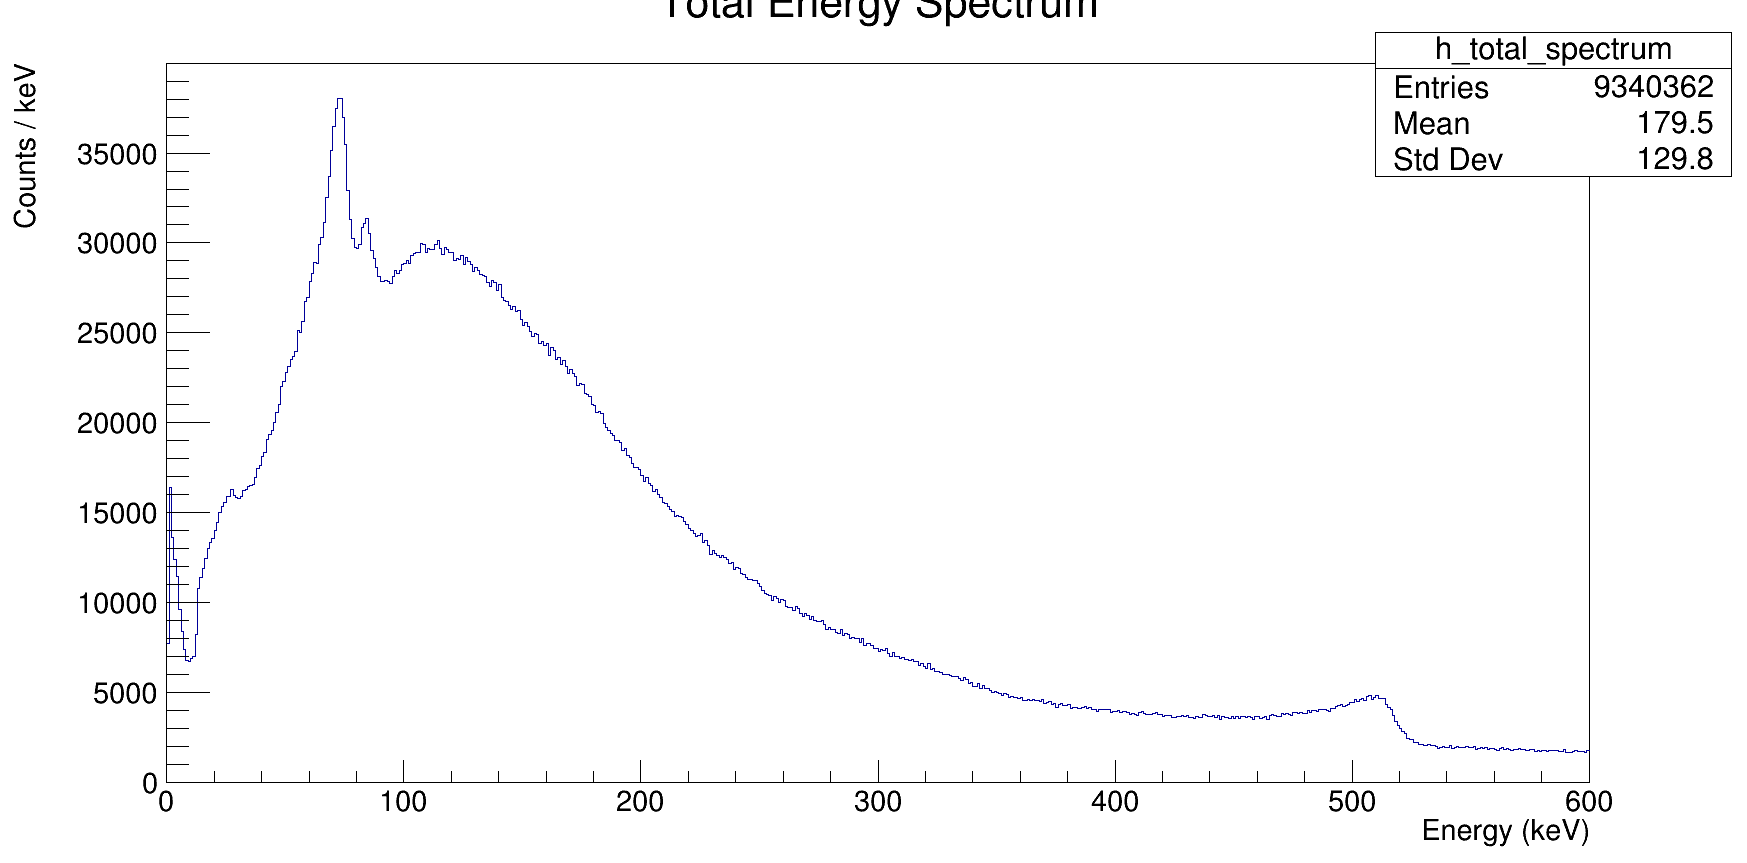 Total Energy Spectrum
h_total_spectrum
Entries 9340362
Mean 179.5
Std Dev 129.8
Counts / keV
35000
30000
25000
20000
15000
10000
5000
0
0 100 200 300 400 500 600
Energy (keV)